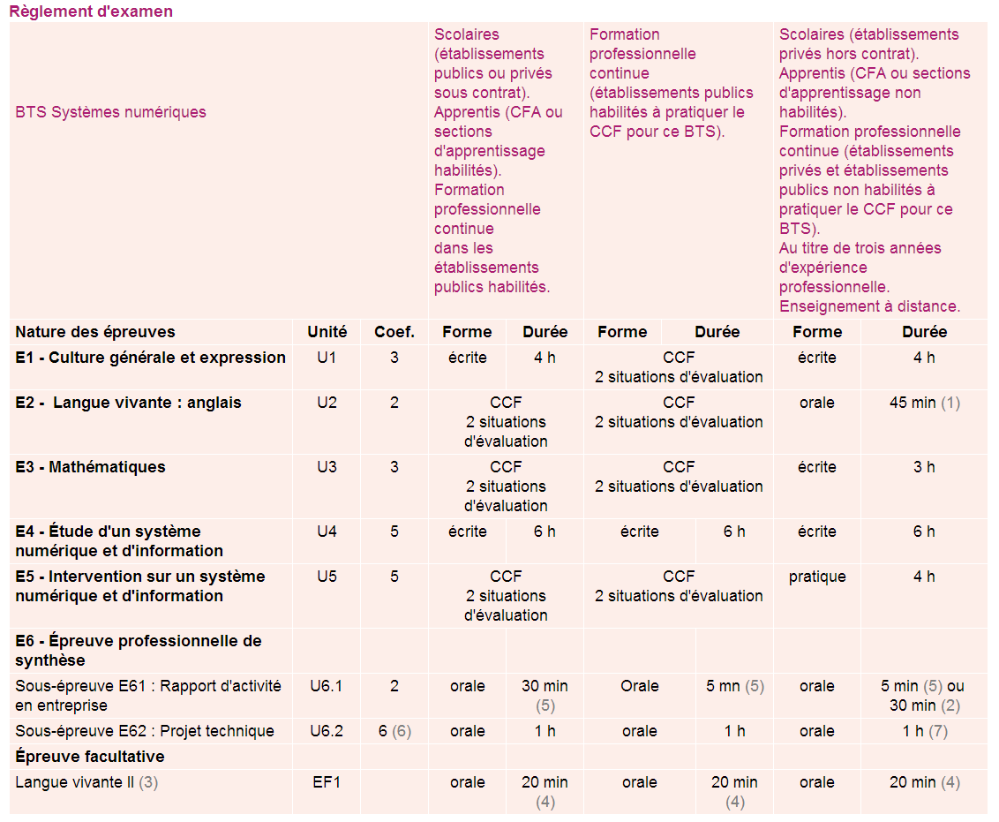 Règlement d'examen
BTS Systèmes numériques
Scolaires
(établissements
publics ou privés
sous contrat).
Apprentis (CFA ou
sections
d'apprentissage
habilités).
Formation
professionnelle
continue
dans les
établissements
publics habilités.
Formation
professionnelle
continue
(établissements publics
habilités à pratiquer le
CCF pour ce BTS).
Scolaires (établissements
privés hors contrat).
Apprentis (CFA ou sections
d'apprentissage non
habilités).
Formation professionnelle
continue (établissements
privés et établissements
publics non habilités à
pratiquer le CCF pour ce
BTS).
Au titre de trois années
d'expérience
professionnelle.
Enseignement à distance.
Nature des épreuves Unité Coef. Forme Durée Forme Durée Forme Durée
E1 - Culture générale et expression U1 3 écrite 4 h CCF écrite 4 h
2 situations d'évaluation
E2 - Langue vivante : anglais U2 2 CCF CCF orale 45 min (1)
2 situations 2 situations d'évaluation
d'évaluation
E3 - Mathématiques U3 3 CCF CCF écrite 3 h
2 situations 2 situations d'évaluation
d'évaluation
E4 - Étude d'un système U4 5 écrite 6 h écrite 6 h écrite 6 h
numérique et d'information
E5 - Intervention sur un système U5 5 CCF CCF pratique 4 h
numérique et d'information 2 situations 2 situations d'évaluation
d'évaluation
E6 - Épreuve professionnelle de
synthèse
Sous-épreuve E61 : Rapport d'activité U6.1 2 orale 30 min Orale 5 mn (5) orale 5 min (5) ou
en entreprise (5) 30 min (2)
Sous-épreuve E62 : Projet technique U6.2 6 (6) orale 1 h orale 1 h orale 1 h (7)
Épreuve facultative
Langue vivante II (3) EF1 orale 20 min orale 20 min orale 20 min (4)
(4) (4)